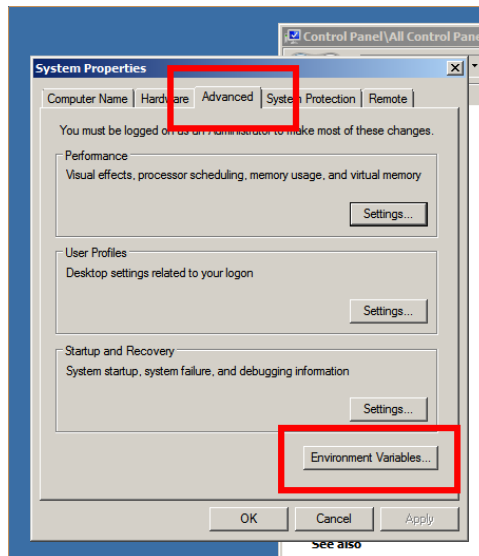 Control Panel\All Control Pane
System Properties
Computer Name Hardware Advanced System Protection Remote
You must be logged on as an Administrator to make most of these changes.
Performance
Visual effects, processor scheduling, memory usage, and virtual memory
Settings...
User Profiles
Desktop settings related to your logon
Settings...
Startup and Recovery
System startup, system failure, and debugging information
Settings...
Environment Variables...
OK Cancel Apply
See also